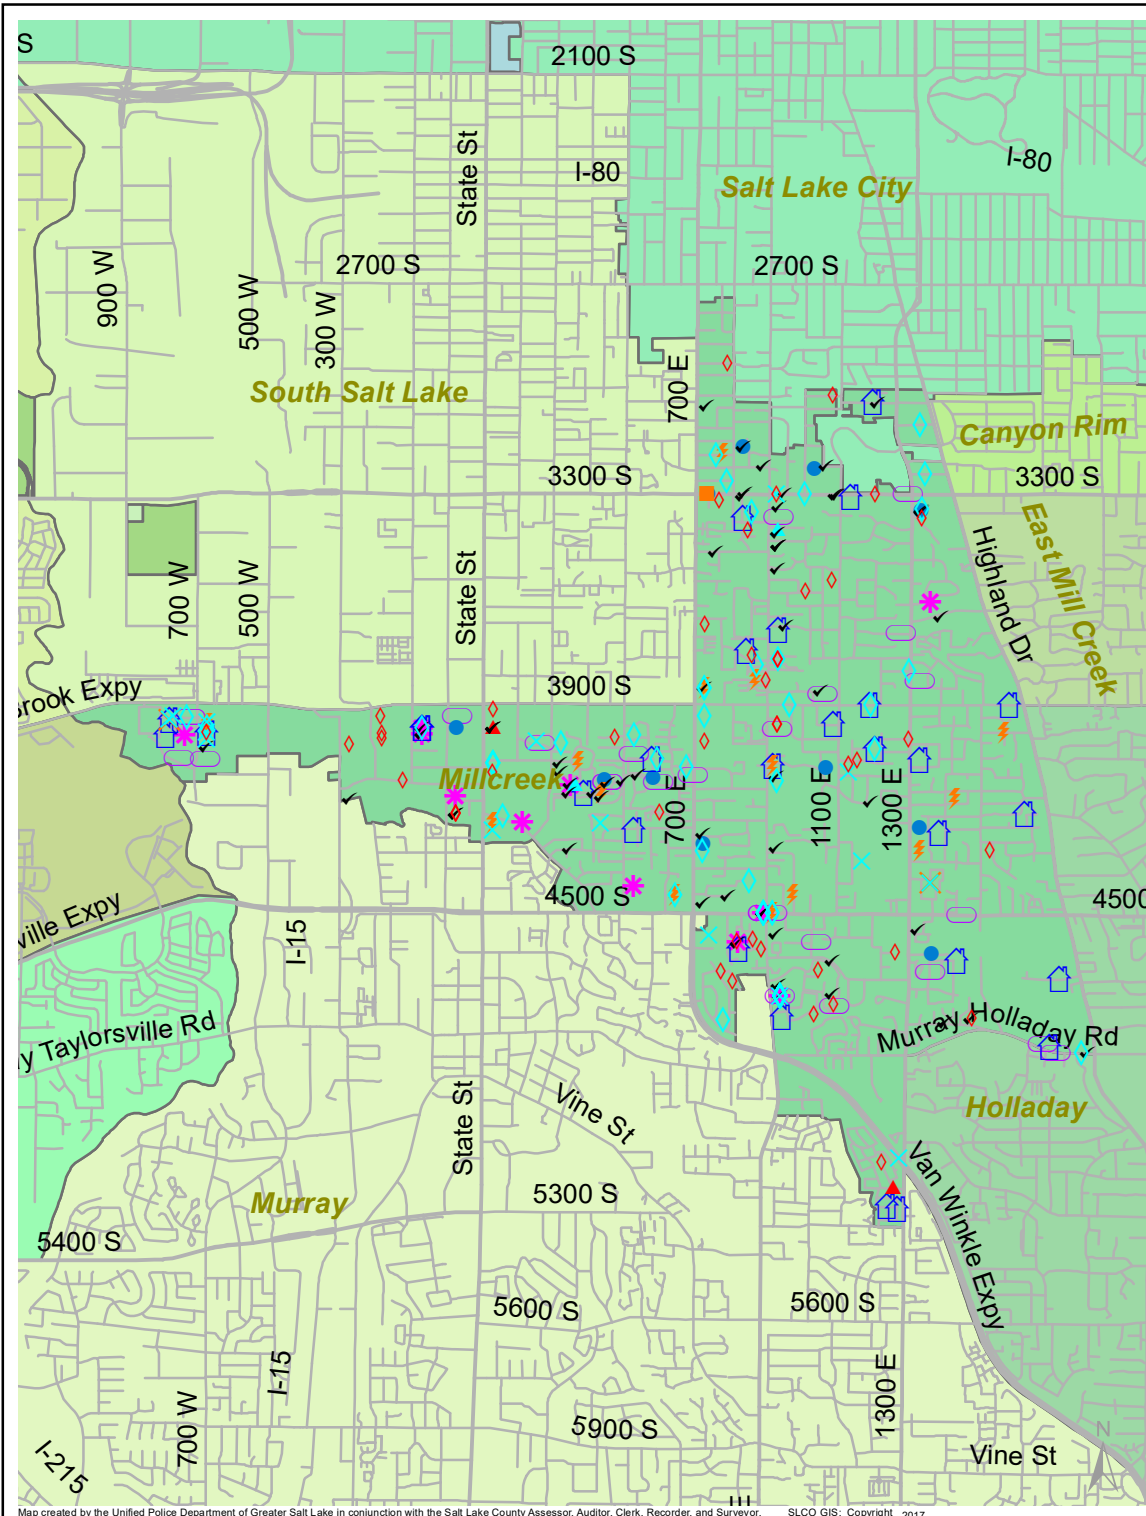 S
2100 S
State St
I-80
I-80
Salt Lake City
900 W
2700 S
2700 S
500 W
300 W
South Salt Lake
700 E
Canyon Rim
3300 S
3300 S
East Mill Creek
Highland Dr
700 W
500 W
State St
3900 S
brook Expy
Millcreek
700 E
1100 E
1300 E
4500 S
4500
ville Expy
I-15
y Taylorsville Rd
Murray Holladay Rd
State St
Vine St
Holladay
Van Winkle Expy
Murray
5300 S
5400 S
5600 S
5600 S
I-15
1300 E
700 W
5900 S
N
Vine St
I-215
E
Map created by the Unified Police Department of Greater Salt Lake in conjunction with the Salt Lake County Assessor, Auditor, Clerk, Recorder, and Surveyor. SLCO GIS: Copyright 2017